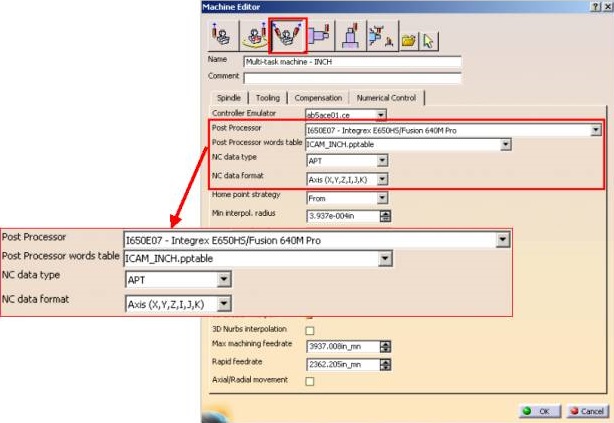 Machine Editor
Name Multi-task machine - INCH
Comment
Spindle Tooling Compensation Numerical Control
Controller Emulator ab5ace01.ce
Post Processor I650E07 - Integrex E650HS/Fusion 640M Pro
Post Processor words table ICAM_INCH.pptable
NC data type APT
NC data format Axis (X,Y,Z,I,J,K)
Home point strategy From
Min interpol. radius 3.937e-004in
Post Processor I650E07 - Integrex E650HS/Fusion 640M Pro
Post Processor words table ICAM_INCH.pptable
NC data type APT
NC data format Axis (X,Y,Z,I,J,K)
3D Nurbs interpolation
Max machining feedrate 3937.008in_mn
Rapid feedrate 2362.205in_mn
Axial/Radial movement
OK Cancel